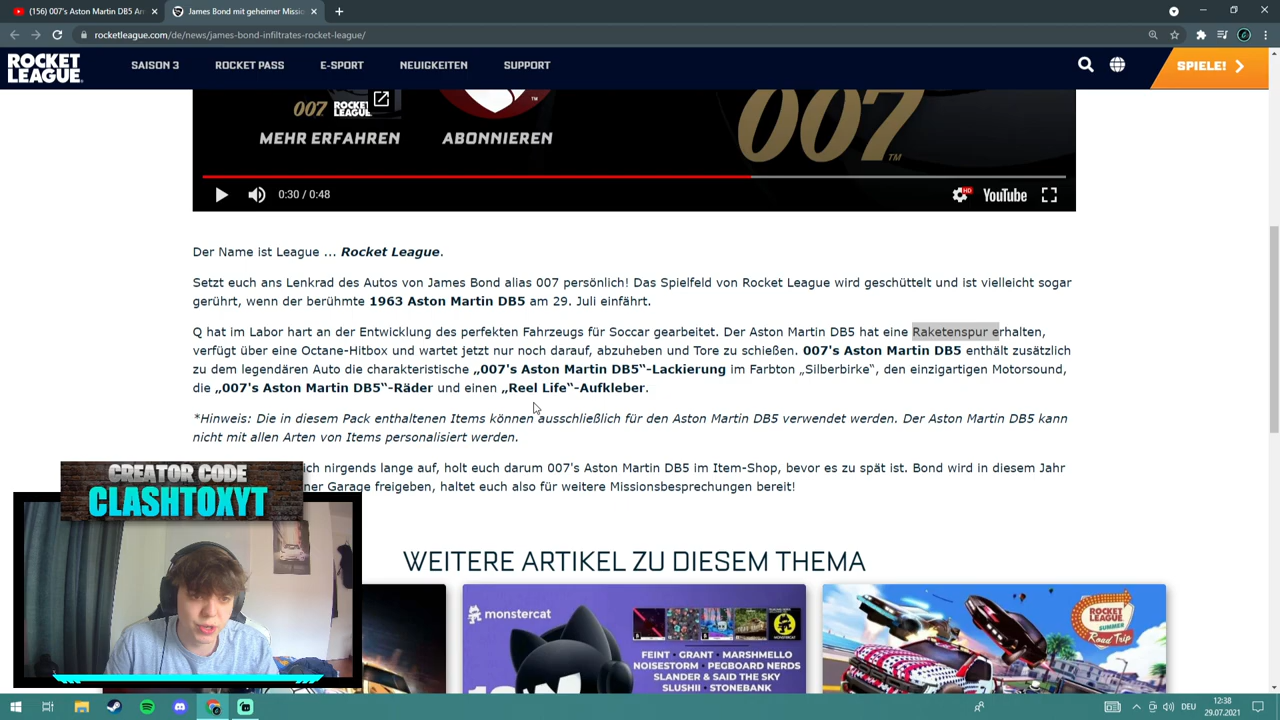 (156) 007's Aston Martin DB5 An
James Bond mit geheimer Missio
rocketleague.com/de/news/james-bond-infiltrates-rocket-league/
ROCKET LEAGUE
SAISON 3
ROCKET PASS
E-SPORT
NEUIGKEITEN
SUPPORT
SPIELE!
007 ROCKET LEAGUE
MEHR ERFAHREN
ABONNIEREN
007 TM
0:30 / 0:48
HD
YouTube
Der Name ist League ... Rocket League.
Setzt euch ans Lenkrad des Autos von James Bond alias 007 persönlich! Das Spielfeld von Rocket League wird geschüttelt und ist vielleicht sogar
gerührt, wenn der berühmte 1963 Aston Martin DB5 am 29. Juli einfährt.
Q hat im Labor hart an der Entwicklung des perfekten Fahrzeugs für Soccar gearbeitet. Der Aston Martin DB5 hat eine Raketenspur erhalten,
verfügt über eine Octane-Hitbox und wartet jetzt nur noch darauf, abzuheben und Tore zu schießen. 007's Aston Martin DB5 enthält zusätzlich
zu dem legendären Auto die charakteristische „007's Aston Martin DB5“-Lackierung im Farbton „Silberbirke“, den einzigartigen Motorsound,
die „007's Aston Martin DB5“-Räder und einen „Reel Life“-Aufkleber.
*Hinweis: Die in diesem Pack enthaltenen Items können ausschließlich für den Aston Martin DB5 verwendet werden. Der Aston Martin DB5 kann
nicht mit allen Arten von Items personalisiert werden.
ich nirgends lange auf, holt euch darum 007's Aston Martin DB5 im Item-Shop, bevor es zu spät ist. Bond wird in diesem Jahr
ner Garage freigeben, haltet euch also für weitere Missionsbesprechungen bereit!
CREATOR CODE
CLASHTOXYT
WEITERE ARTIKEL ZU DIESEM THEMA
monstercat
FEINT · GRANT · MARSHMELLO
NOISESTORM · PEGBOARD NERDS
SLANDER & SAID THE SKY
SLUSHII · STONEBANK
ROCKET LEAGUE
SUMMER
Road Trip
DEU
12:38
29.07.2021